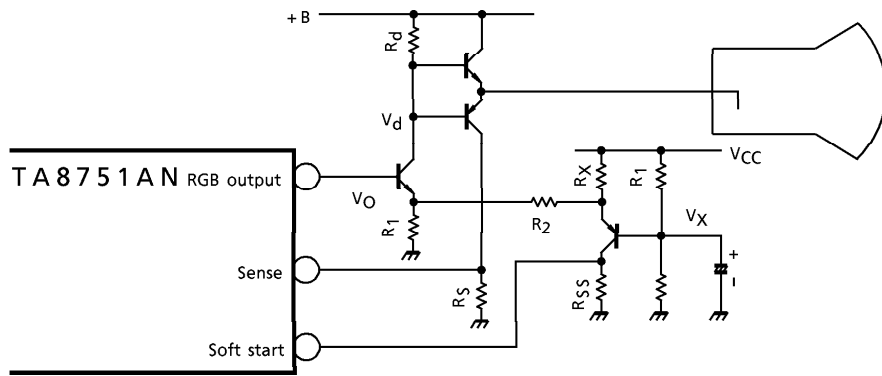 +B
Rd
Vd
TA8751AN RGB output
VO
R1
R2
RX
R1
VCC
VX
+
-
Sense
RS
RSS
Soft start